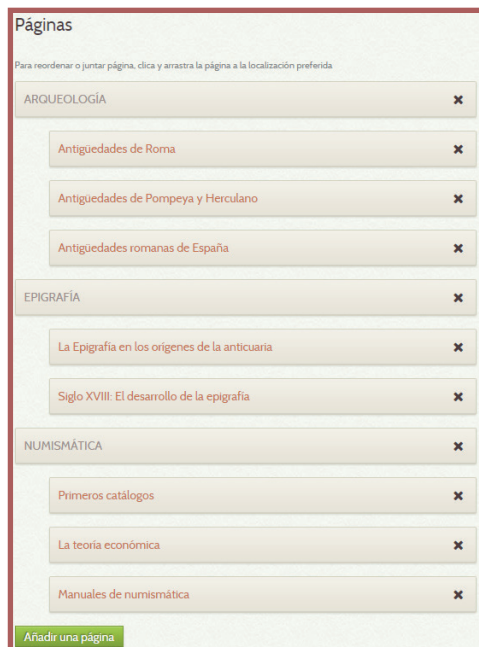 Páginas
Para reordenar o juntar página, clica y arrastra la página a la localización preferida
ARQUEOLOGÍA
Antigüedades de Roma
Antigüedades de Pompeya y Herculano
Antigüedades romanas de España
EPIGRAFÍA
La Epigrafía en los orígenes de la anticuaria
Siglo XVIII: El desarrollo de la epigrafía
NUMISMÁTICA
Primeros catálogos
La teoría económica
Manuales de numismática
Añadir una página